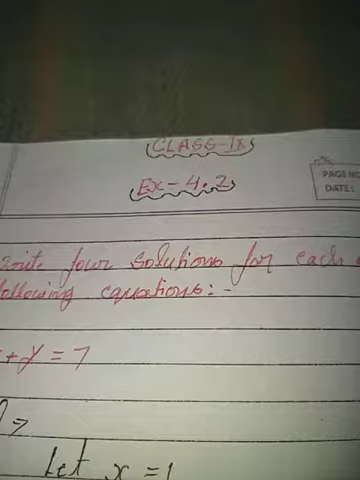 CLASS-IX
Ex-4.2
PAGE NO
DATE:
four solutions for each
following equations:-
+ y = 7
Let x = 1